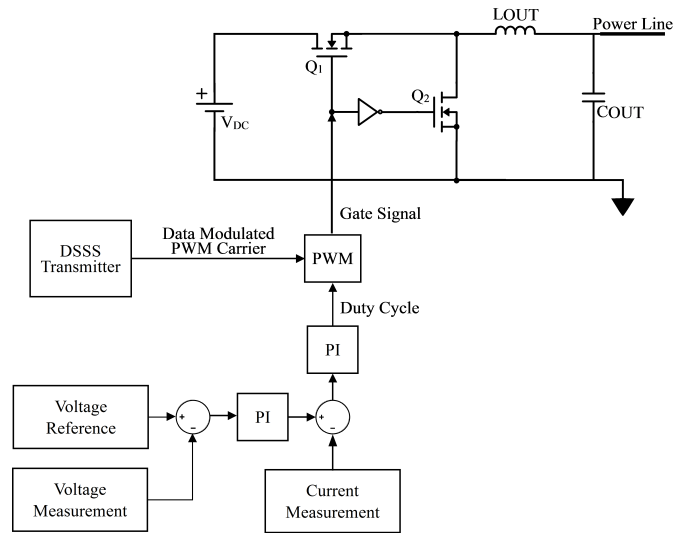 LOUT
Power Line
Q1
+
Q2
VDC
COUT
Gate Signal
Data Modulated
PWM Carrier
DSSS
Transmitter
PWM
Duty Cycle
PI
Voltage
Reference
+
-
PI
+
-
Voltage
Measurement
Current
Measurement